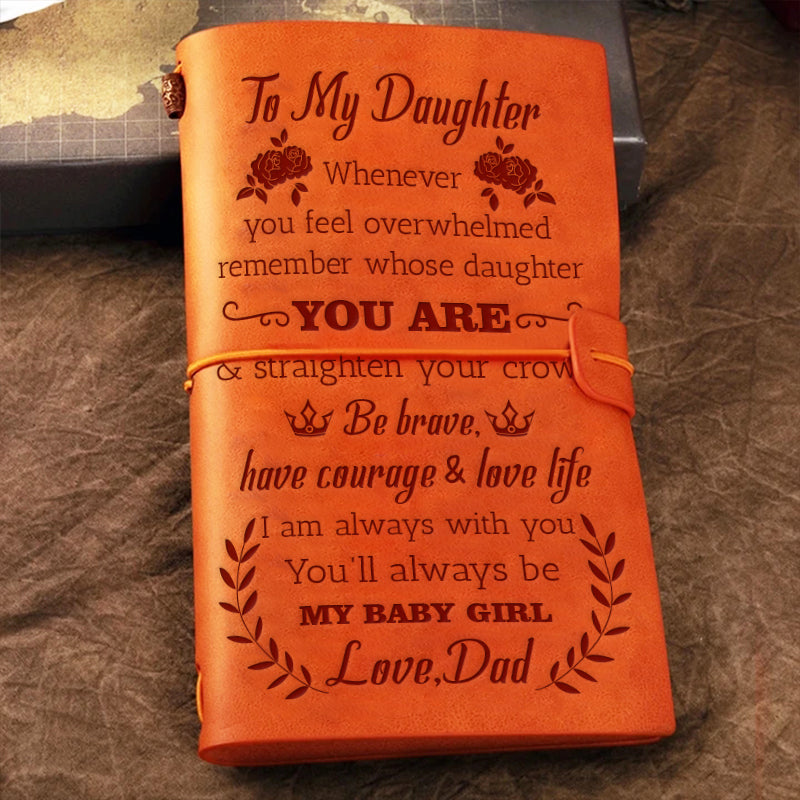 To My Daughter
Whenever
you feel overwhelmed
remember whose daughter
YOU ARE
& straighten your crow
Be brave,
have courage & love life
I am always with you
You'll always be
MY BABY GIRL
Love, Dad